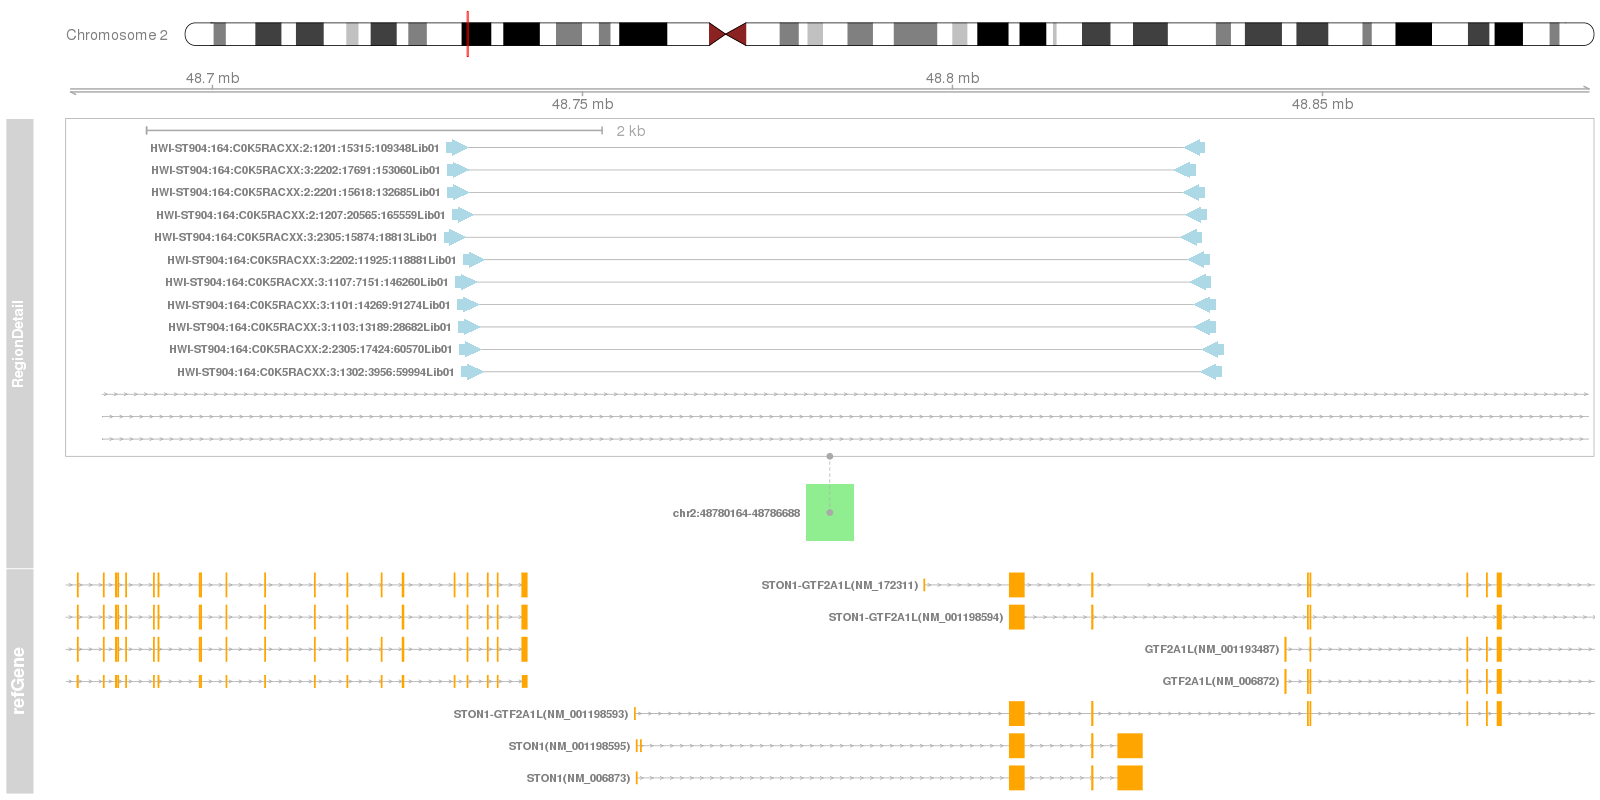 Chromosome 2
48.7 mb
48.8 mb
48.75 mb
48.85 mb
RegionDetail
2 kb
HWI-ST904:164:C0K5RACXX:2:1201:15315:109348Lib01
HWI-ST904:164:C0K5RACXX:3:2202:17691:153060Lib01
HWI-ST904:164:C0K5RACXX:2:2201:15618:132685Lib01
HWI-ST904:164:C0K5RACXX:2:1207:20565:165559Lib01
HWI-ST904:164:C0K5RACXX:3:2305:15874:18813Lib01
HWI-ST904:164:C0K5RACXX:3:2202:11925:118881Lib01
HWI-ST904:164:C0K5RACXX:3:1107:7151:146260Lib01
HWI-ST904:164:C0K5RACXX:3:1101:14269:91274Lib01
HWI-ST904:164:C0K5RACXX:3:1103:13189:28682Lib01
HWI-ST904:164:C0K5RACXX:2:2305:17424:60570Lib01
HWI-ST904:164:C0K5RACXX:3:1302:3956:59994Lib01
chr2:48780164-48786688
refGene
STON1-GTF2A1L(NM_172311)
STON1-GTF2A1L(NM_001198594)
GTF2A1L(NM_001193487)
GTF2A1L(NM_006872)
STON1-GTF2A1L(NM_001198593)
STON1(NM_001198595)
STON1(NM_006873)